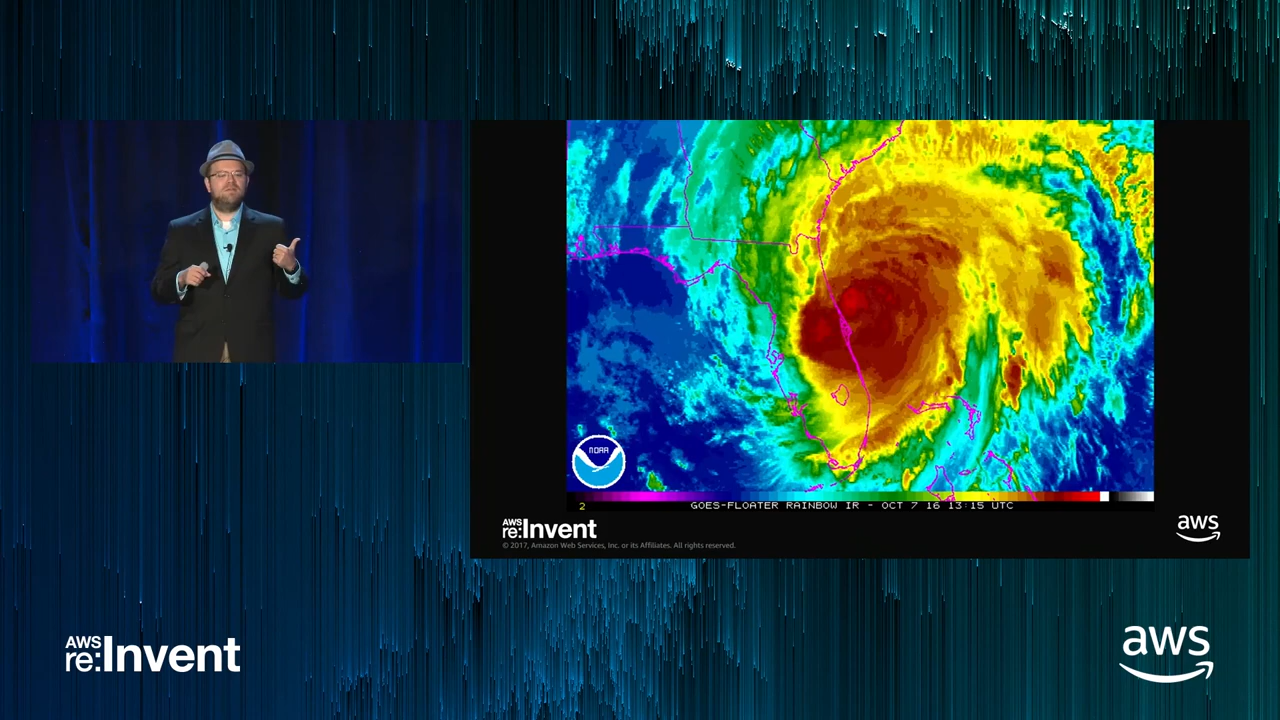 NOAA
2
GOES-FLOATER RAINBOW IR - OCT 7 16 13:15 UTC
AWS
re:Invent
aws
© 2017, Amazon Web Services, Inc. or its Affiliates. All rights reserved.
AWS
re:Invent
aws